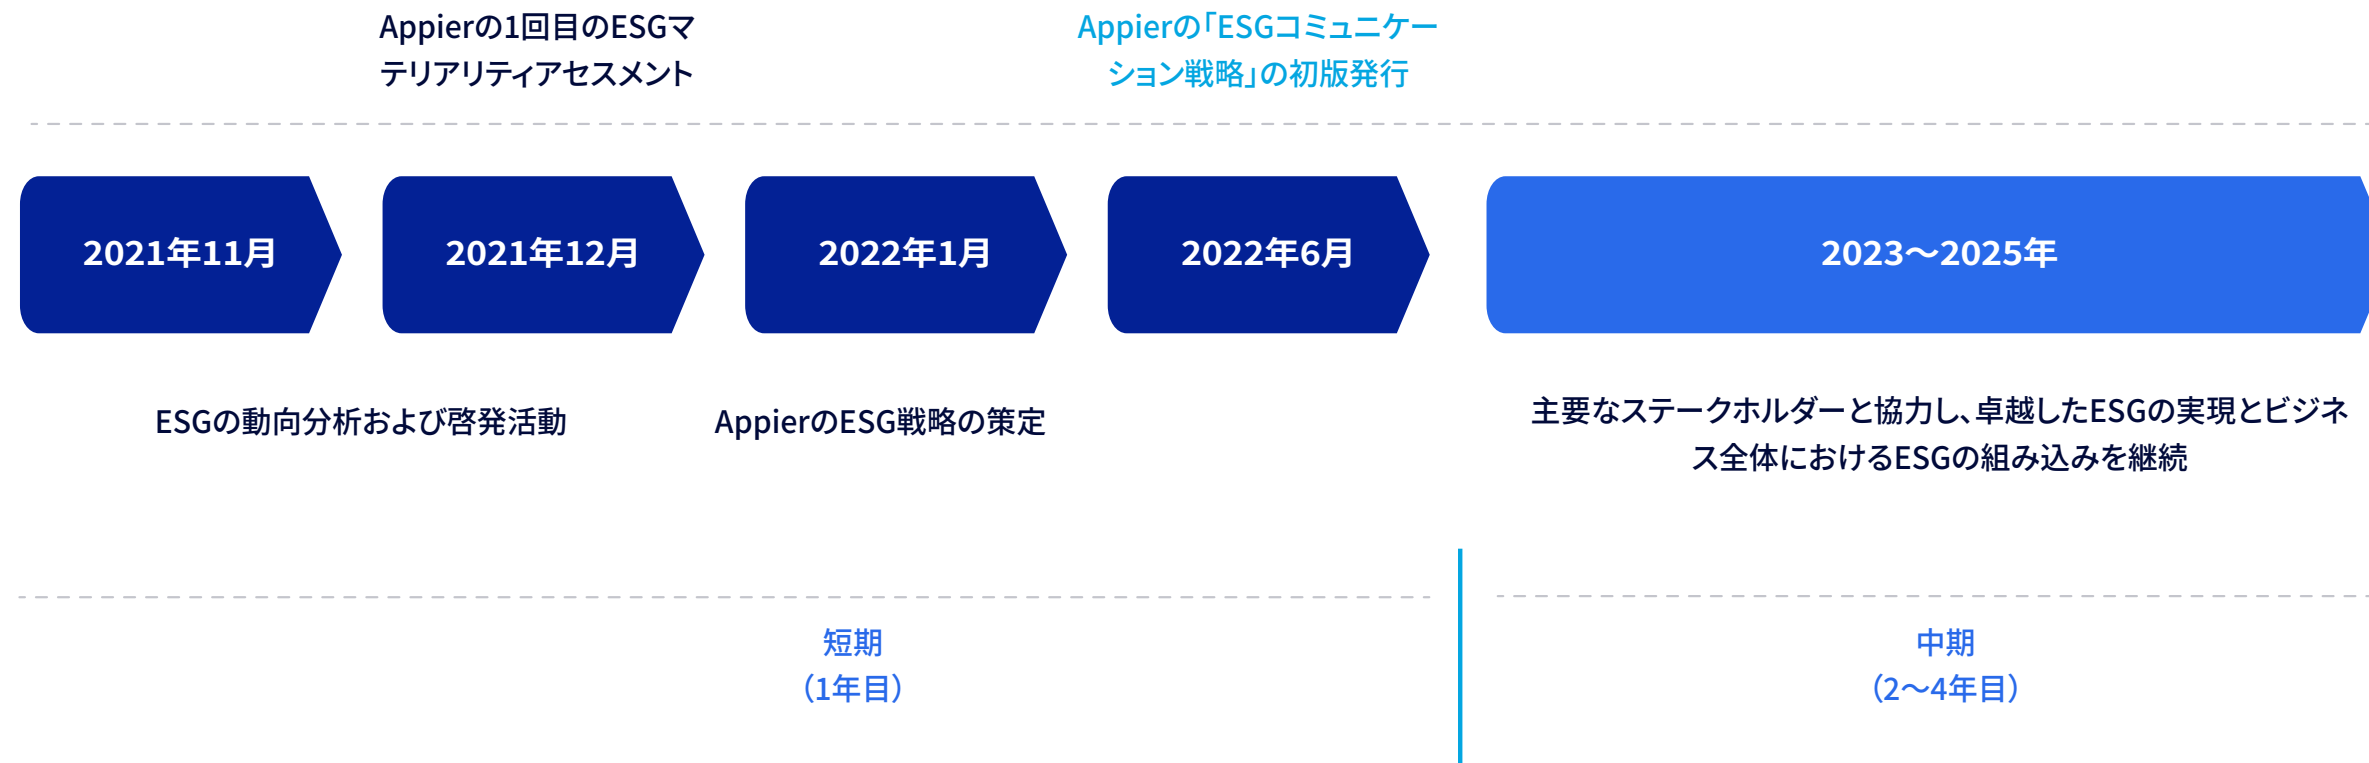 Appierの1回目のESGマ
テリアリティアセスメント
Appierの「ESGコミュニケー
ション戦略」の初版発行
2021年11月
2021年12月
2022年1月
2022年6月
2023～2025年
ESGの動向分析および啓発活動
AppierのESG戦略の策定
主要なステークホルダーと協力し、卓越したESGの実現とビジネ
ス全体におけるESGの組み込みを継続
短期
（1年目）
中期
（2～4年目）